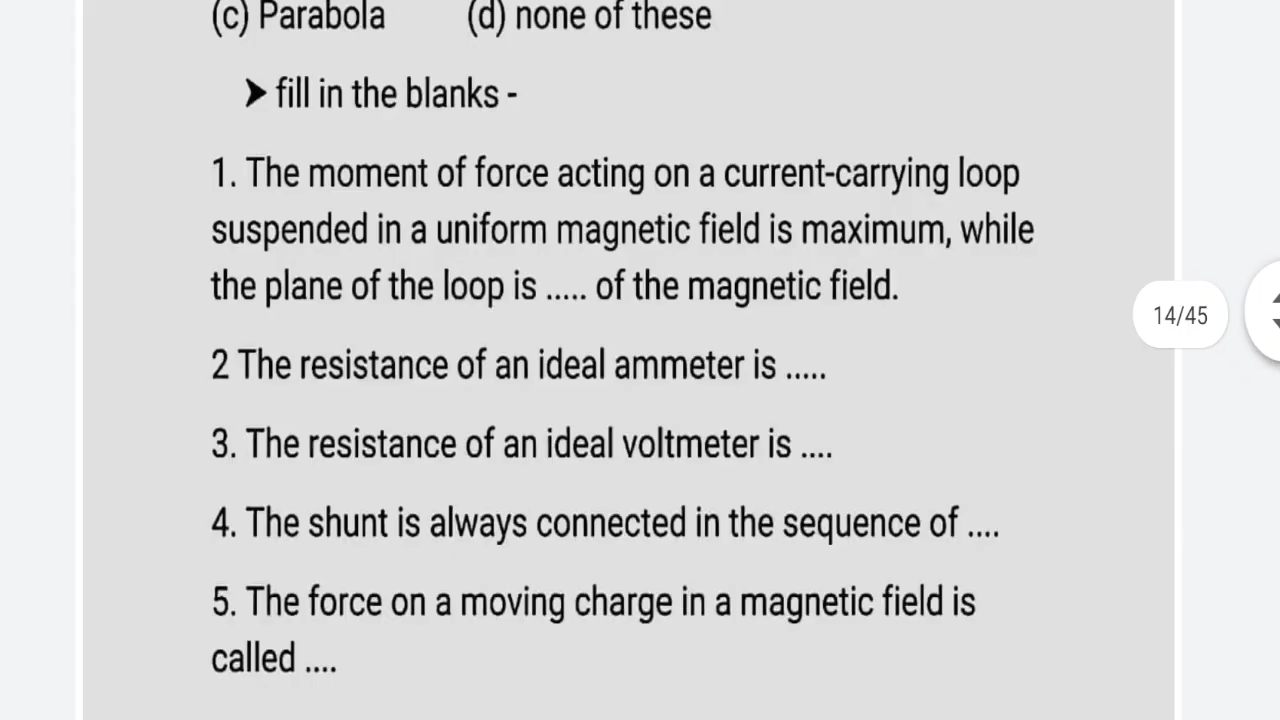 (c) Parabola (d) none of these
➤ fill in the blanks -
1. The moment of force acting on a current-carrying loop
suspended in a uniform magnetic field is maximum, while
the plane of the loop is ..... of the magnetic field.
14/45
2 The resistance of an ideal ammeter is .....
3. The resistance of an ideal voltmeter is ....
4. The shunt is always connected in the sequence of ....
5. The force on a moving charge in a magnetic field is
called ....